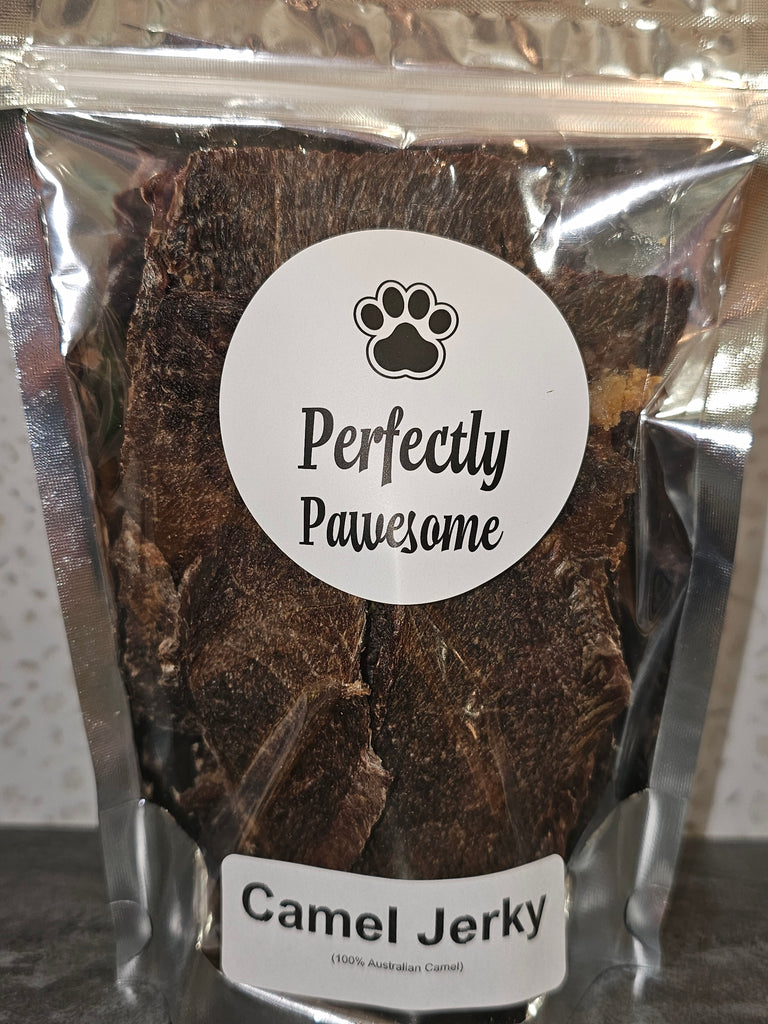 Perfectly
Pawesome
Camel Jerky
(100% Australian Camel)